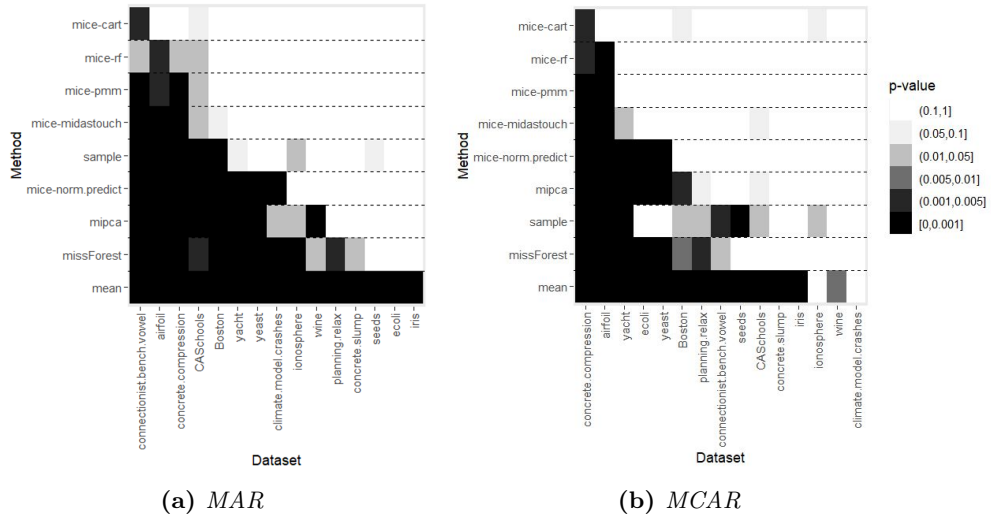 mice-cart
mice-rf
mice-pmm
mice-midastouch
sample
mice-norm.predict
mipca
missForest
mean
Method
connectionist.bench.vowel
airfoil
concrete.compression
CASchools
Boston
yacht
yeast
climate.model.crashes
ionosphere
wine
planning.relax
concrete.slump
seeds
ecoli
iris
Dataset
(a) MAR
mice-cart
mice-rf
mice-pmm
mice-midastouch
mice-norm.predict
mipca
sample
missForest
mean
Method
concrete.compression
airfoil
yacht
ecoli
yeast
Boston
planning.relax
connectionist.bench.vowel
seeds
CASchools
concrete.slump
iris
ionosphere
wine
climate.model.crashes
Dataset
(b) MCAR
p-value
(0.1,1]
(0.05,0.1]
(0.01,0.05]
(0.005,0.01]
(0.001,0.005]
[0,0.001]